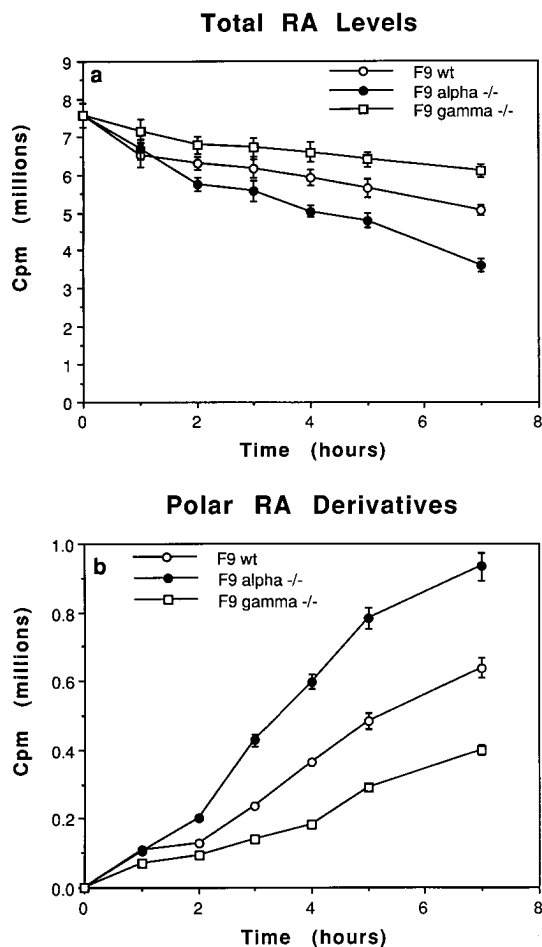 Total RA Levels
a
F9 wt
F9 alpha -/-
F9 gamma -/-
9
8
7
6
5
4
3
2
1
0
Cpm (millions)
0 2 4 6 8
Time (hours)
Polar RA Derivatives
b
F9 wt
F9 alpha -/-
F9 gamma -/-
1.0
0.8
0.6
0.4
0.2
0.0
Cpm (millions)
0 2 4 6 8
Time (hours)